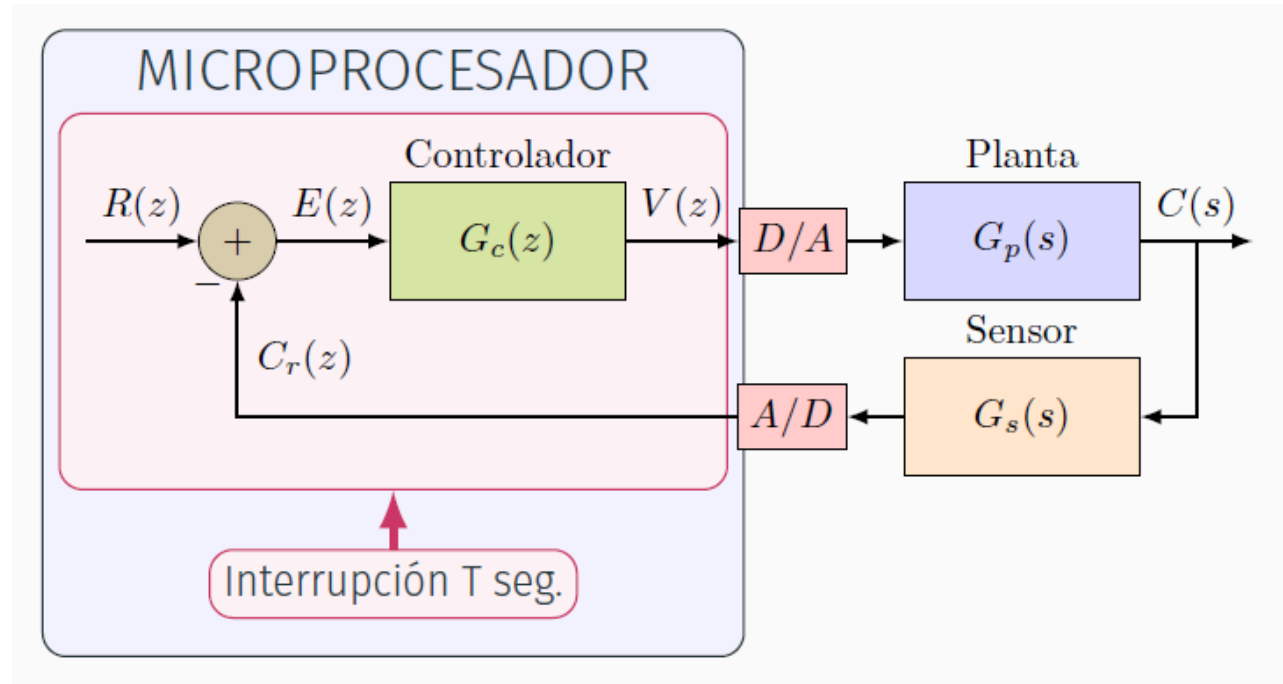 MICROPROCESADOR
Controlador
Planta
R(z)
E(z)
V(z)
C(s)
+
−
G_c(z)
D/A
G_p(s)
Sensor
C_r(z)
A/D
G_s(s)
Interrupción T seg.